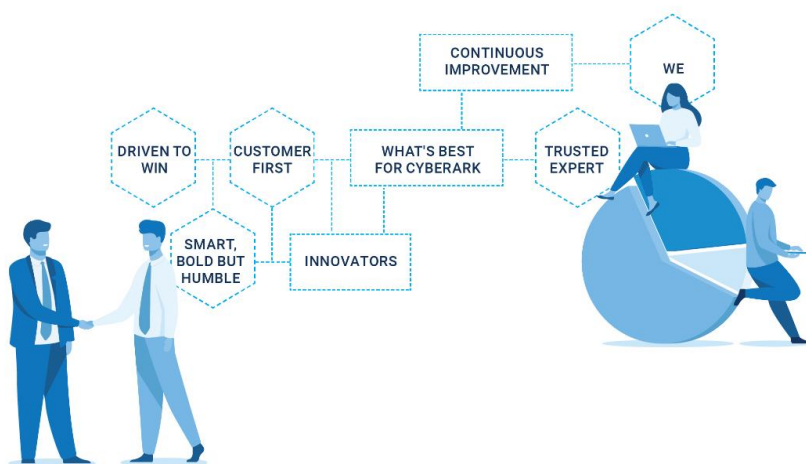 CONTINUOUS
IMPROVEMENT
WE
DRIVEN TO
WIN
CUSTOMER
FIRST
WHAT'S BEST
FOR CYBERARK
TRUSTED
EXPERT
SMART,
BOLD BUT
HUMBLE
INNOVATORS